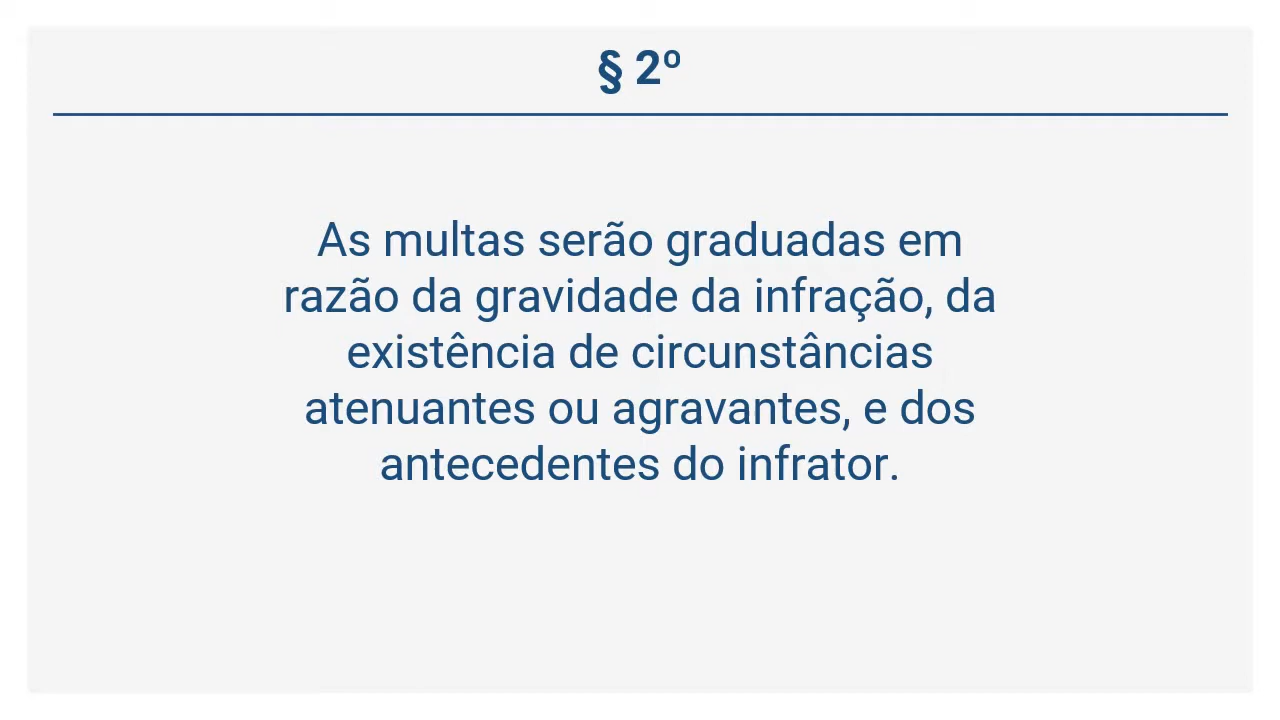 § 2º
As multas serão graduadas em
razão da gravidade da infração, da
existência de circunstâncias
atenuantes ou agravantes, e dos
antecedentes do infrator.